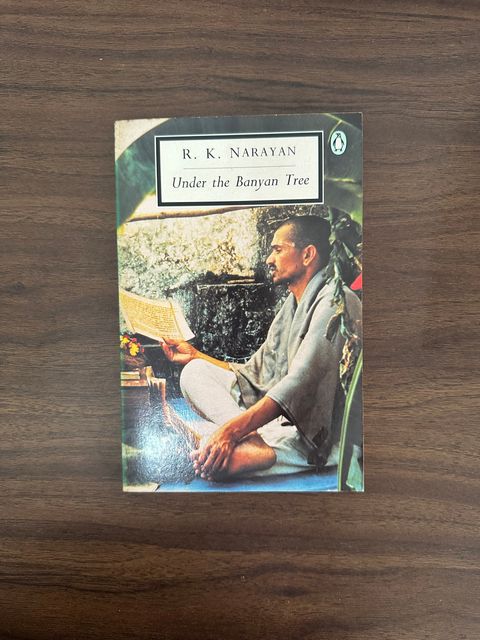 R. K. NARAYAN
Under the Banyan Tree